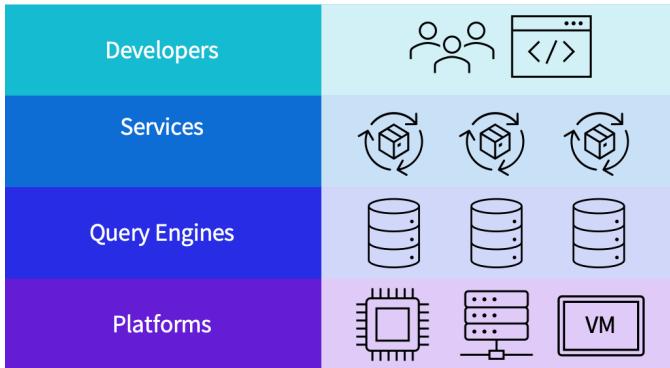 Developers
</>
Services
Query Engines
Platforms
VM